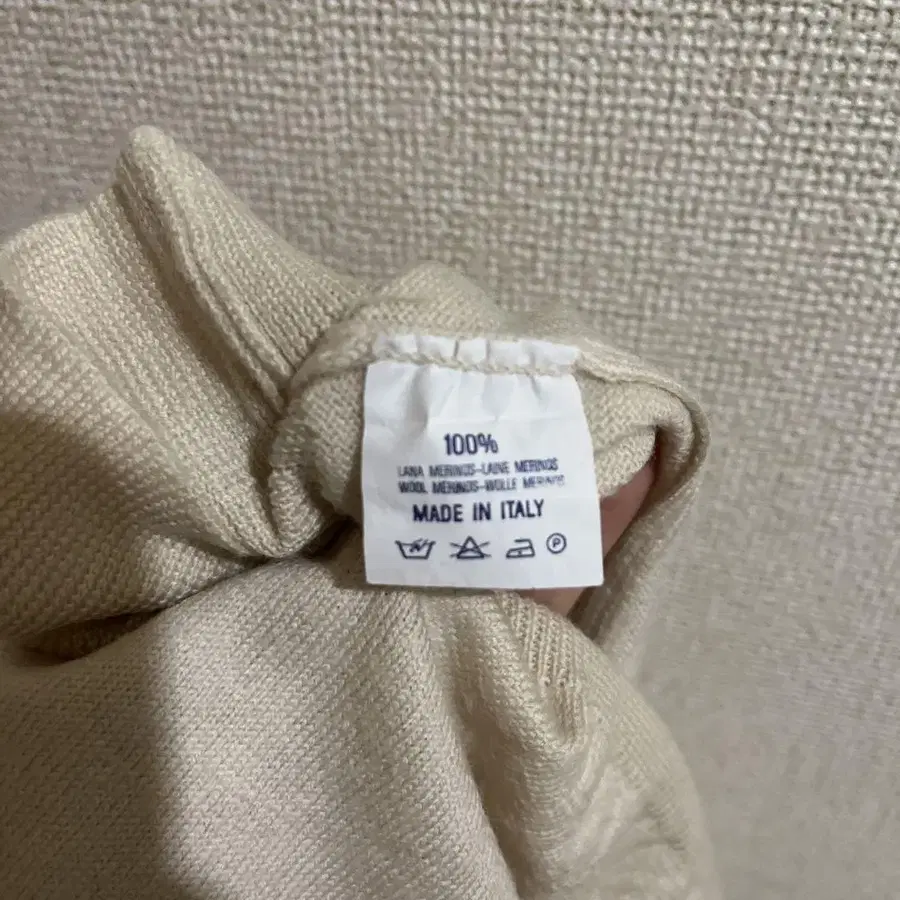 100%
LANA MERINOS-LAINE MERINOS
WOOL MERINOS-WOLLE MERINOS
MADE IN ITALY
P